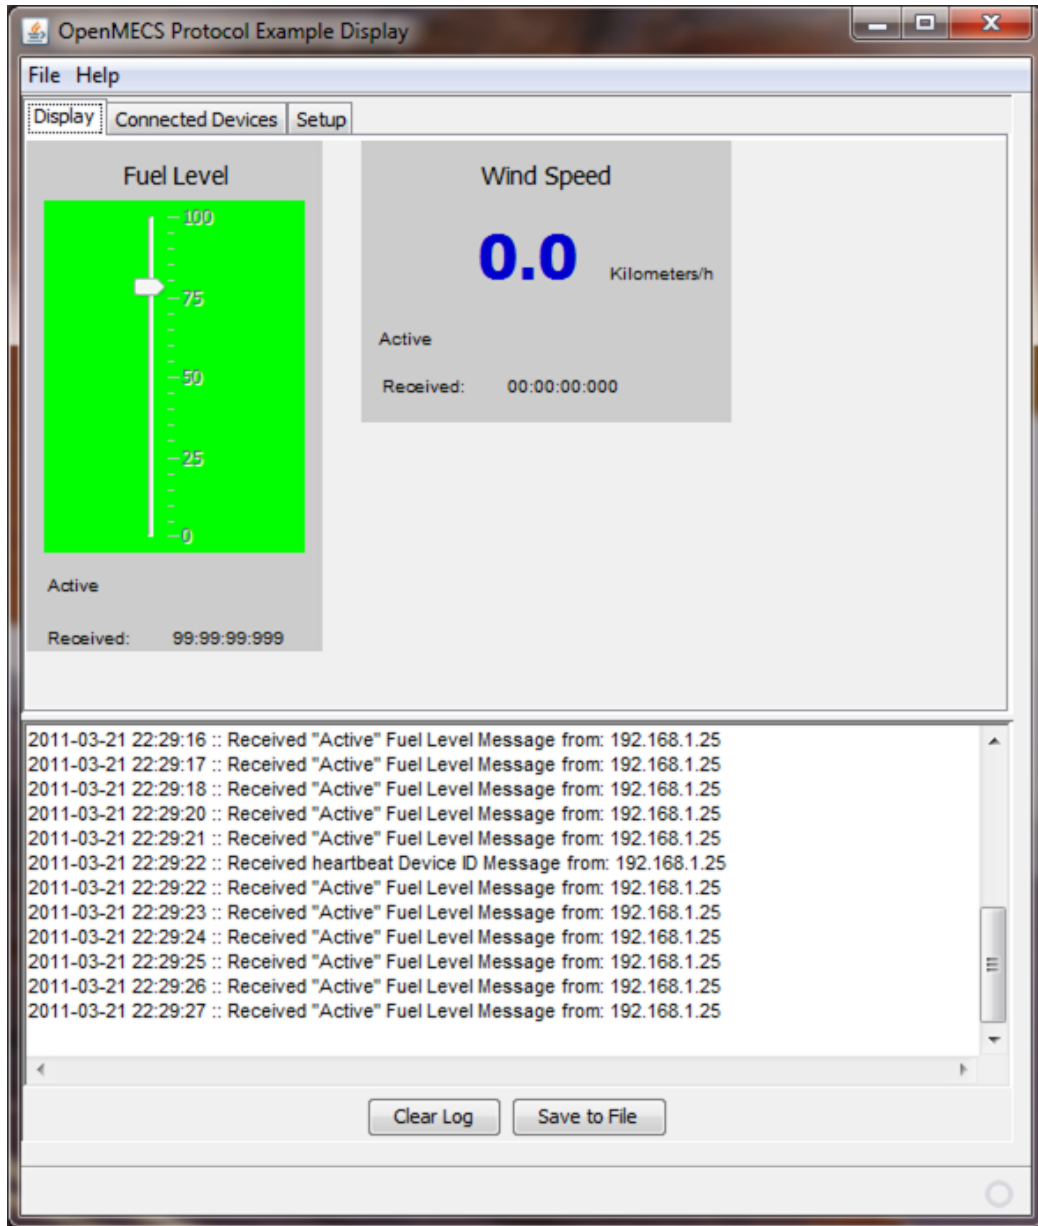 OpenMECS Protocol Example Display
File Help
Display Connected Devices Setup
Fuel Level
100
75
50
25
0
Active
Received: 99:99:99:999
Wind Speed
0.0 Kilometers/h
Active
Received: 00:00:00:000
2011-03-21 22:29:16 :: Received "Active" Fuel Level Message from: 192.168.1.25
2011-03-21 22:29:17 :: Received "Active" Fuel Level Message from: 192.168.1.25
2011-03-21 22:29:18 :: Received "Active" Fuel Level Message from: 192.168.1.25
2011-03-21 22:29:20 :: Received "Active" Fuel Level Message from: 192.168.1.25
2011-03-21 22:29:21 :: Received "Active" Fuel Level Message from: 192.168.1.25
2011-03-21 22:29:22 :: Received heartbeat Device ID Message from: 192.168.1.25
2011-03-21 22:29:22 :: Received "Active" Fuel Level Message from: 192.168.1.25
2011-03-21 22:29:23 :: Received "Active" Fuel Level Message from: 192.168.1.25
2011-03-21 22:29:24 :: Received "Active" Fuel Level Message from: 192.168.1.25
2011-03-21 22:29:25 :: Received "Active" Fuel Level Message from: 192.168.1.25
2011-03-21 22:29:26 :: Received "Active" Fuel Level Message from: 192.168.1.25
2011-03-21 22:29:27 :: Received "Active" Fuel Level Message from: 192.168.1.25
Clear Log Save to File